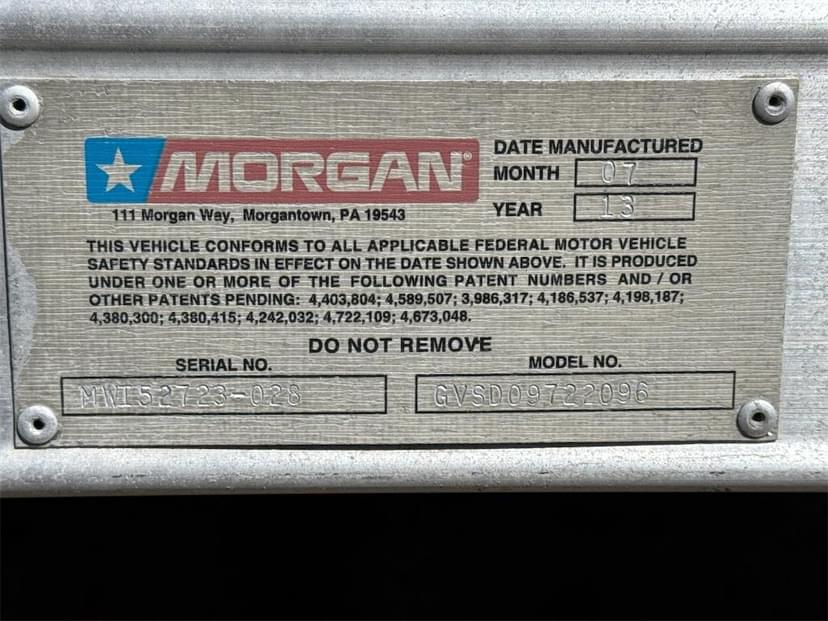 MORGAN®
111 Morgan Way, Morgantown, PA 19543
DATE MANUFACTURED
MONTH 07
YEAR 13
THIS VEHICLE CONFORMS TO ALL APPLICABLE FEDERAL MOTOR VEHICLE
SAFETY STANDARDS IN EFFECT ON THE DATE SHOWN ABOVE. IT IS PRODUCED
UNDER ONE OR MORE OF THE FOLLOWING PATENT NUMBERS AND / OR
OTHER PATENTS PENDING: 4,403,804; 4,589,507; 3,986,317; 4,186,537; 4,198,187;
4,380,300; 4,380,415; 4,242,032; 4,722,109; 4,673,048.
DO NOT REMOVE
SERIAL NO.
MWI52723-028
MODEL NO.
GVSD09722096